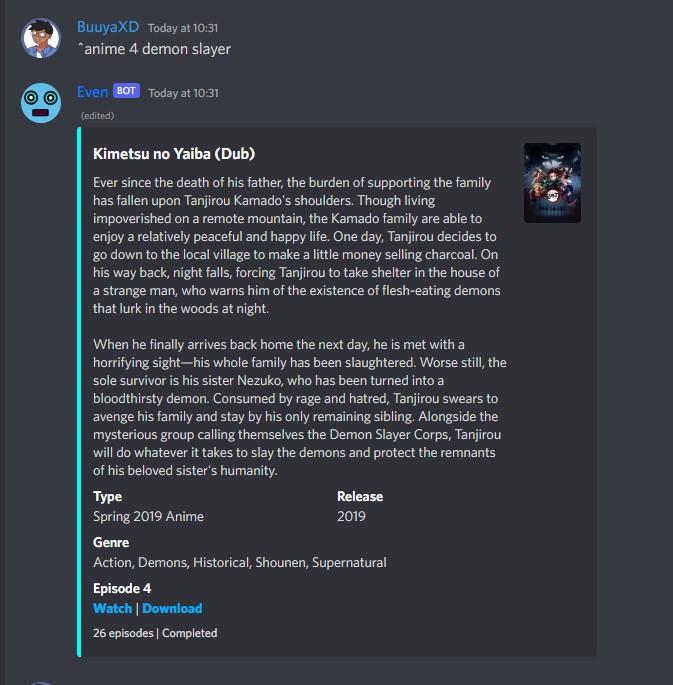 BuuyaXD Today at 10:31
^anime 4 demon slayer
Even BOT Today at 10:31
(edited)
Kimetsu no Yaiba (Dub)
Ever since the death of his father, the burden of supporting the family
has fallen upon Tanjirou Kamado's shoulders. Though living
impoverished on a remote mountain, the Kamado family are able to
enjoy a relatively peaceful and happy life. One day, Tanjirou decides to
go down to the local village to make a little money selling charcoal. On
his way back, night falls, forcing Tanjirou to take shelter in the house of
a strange man, who warns him of the existence of flesh-eating demons
that lurk in the woods at night.
When he finally arrives back home the next day, he is met with a
horrifying sight—his whole family has been slaughtered. Worse still, the
sole survivor is his sister Nezuko, who has been turned into a
bloodthirsty demon. Consumed by rage and hatred, Tanjirou swears to
avenge his family and stay by his only remaining sibling. Alongside the
mysterious group calling themselves the Demon Slayer Corps, Tanjirou
will do whatever it takes to slay the demons and protect the remnants
of his beloved sister's humanity.
Type Release
Spring 2019 Anime 2019
Genre
Action, Demons, Historical, Shounen, Supernatural
Episode 4
Watch | Download
26 episodes | Completed